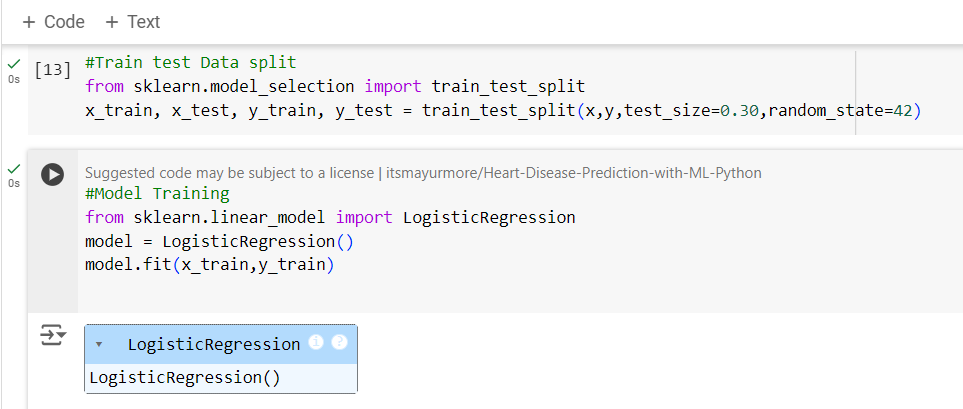 + Code + Text
[13]
0s
#Train test Data split
from sklearn.model_selection import train_test_split
x_train, x_test, y_train, y_test = train_test_split(x,y,test_size=0.30,random_state=42)
0s
Suggested code may be subject to a license | itsmayurmore/Heart-Disease-Prediction-with-ML-Python
#Model Training
from sklearn.linear_model import LogisticRegression
model = LogisticRegression()
model.fit(x_train,y_train)
LogisticRegression i ?
LogisticRegression()